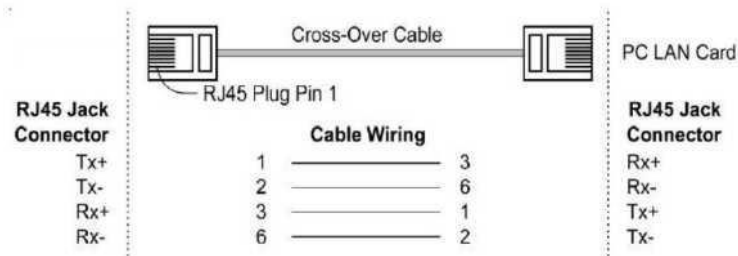 Cross-Over Cable
PC LAN Card
RJ45 Plug Pin 1
RJ45 Jack Connector
Cable Wiring
RJ45 Jack Connector
Tx+ 1 3 Rx+
Tx- 2 6 Rx-
Rx+ 3 1 Tx+
Rx- 6 2 Tx-